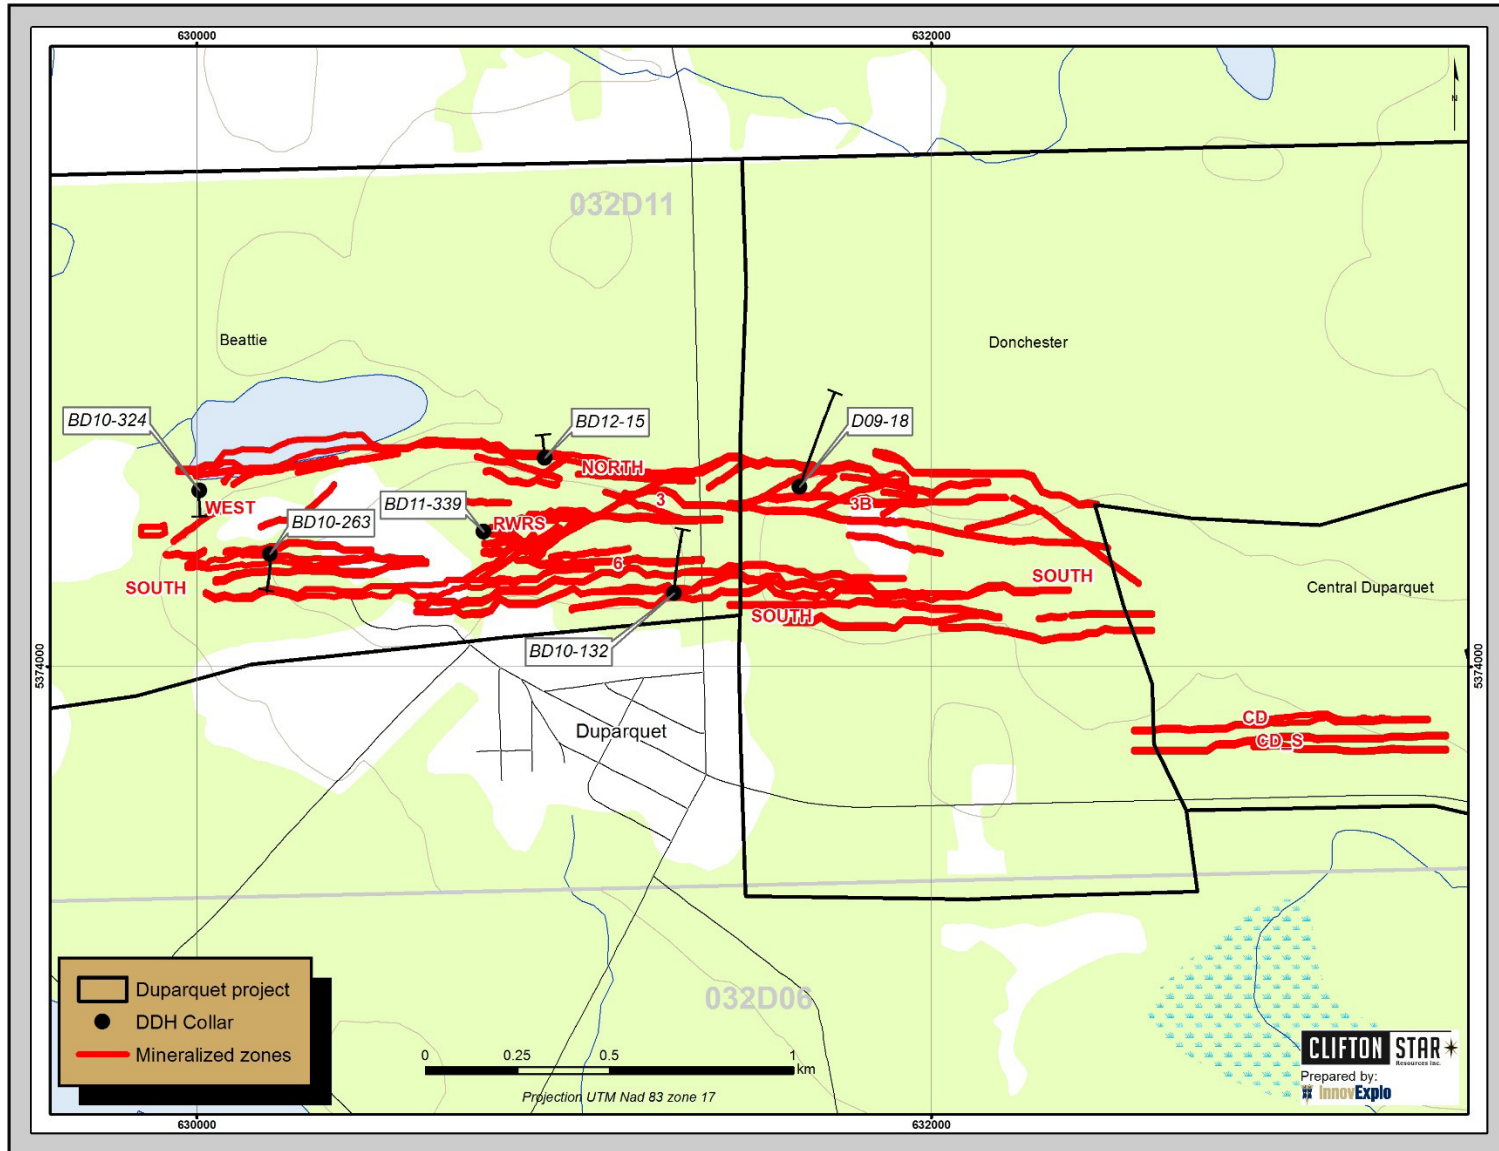 630000
632000
N
032D11
Beattie
Donchester
BD10-324
BD12-15
D09-18
NORTH
BD11-339
3
3B
WEST
BD10-263
RWRS
6
SOUTH
SOUTH
Central Duparquet
SOUTH
BD10-132
5374000
5374000
CD
Duparquet
CD_S
032D06
Duparquet project
DDH Collar
Mineralized zones
0 0.25 0.5 1
km
Projection UTM Nad 83 zone 17
CLIFTON STAR
Resources Inc.
Prepared by:
InnovExplo
630000
632000